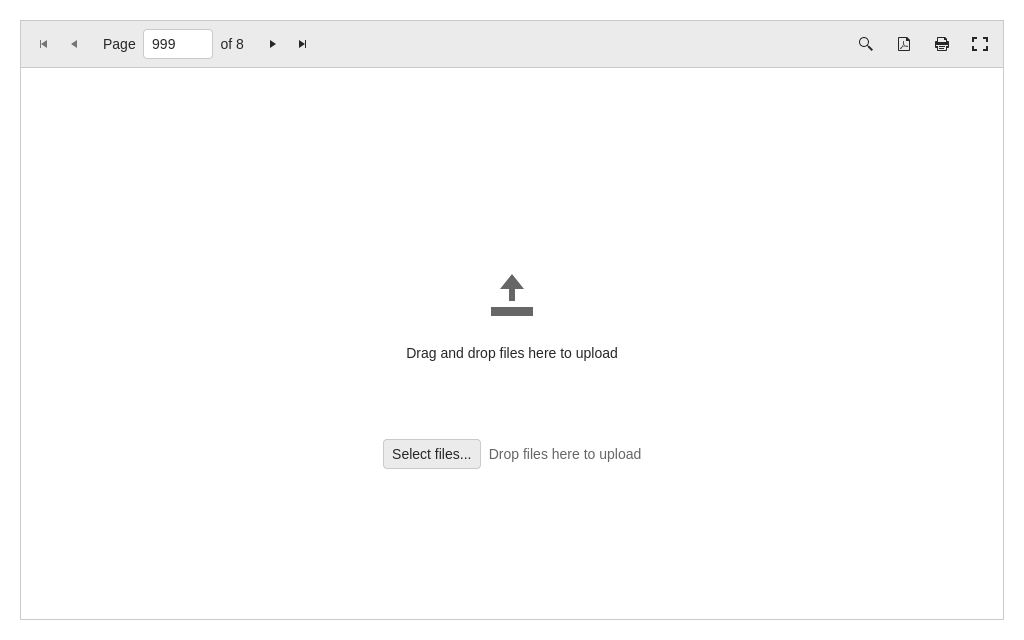 Page 999 of 8
Drag and drop files here to upload
Select files... Drop files here to upload